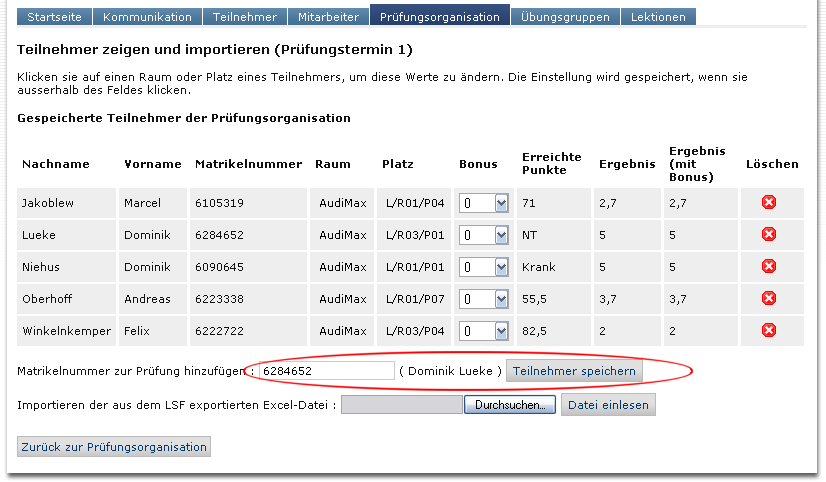 Startseite Kommunikation Teilnehmer Mitarbeiter Prüfungsorganisation Übungsgruppen Lektionen
Teilnehmer zeigen und importieren (Prüfungstermin 1)
Klicken sie auf einen Raum oder Platz eines Teilnehmers, um diese Werte zu ändern. Die Einstellung wird gespeichert, wenn sie
ausserhalb des Feldes klicken.
Gespeicherte Teilnehmer der Prüfungsorganisation
Nachname Vorname Matrikelnummer Raum Platz Bonus Erreichte Punkte Ergebnis Ergebnis (mit Bonus) Löschen
Jakoblew Marcel 6105319 AudiMax L/R01/P04 0 71 2,7 2,7
Lueke Dominik 6284652 AudiMax L/R03/P01 0 NT 5 5
Niehus Dominik 6090645 AudiMax L/R01/P01 0 Krank 5 5
Oberhoff Andreas 6223338 AudiMax L/R01/P07 0 55,5 3,7 3,7
Winkelnkemper Felix 6222722 AudiMax L/R03/P04 0 82,5 2 2
Matrikelnummer zur Prüfung hinzufügen : 6284652 ( Dominik Lueke ) Teilnehmer speichern
Importieren der aus dem LSF exportierten Excel-Datei : Durchsuchen... Datei einlesen
Zurück zur Prüfungsorganisation